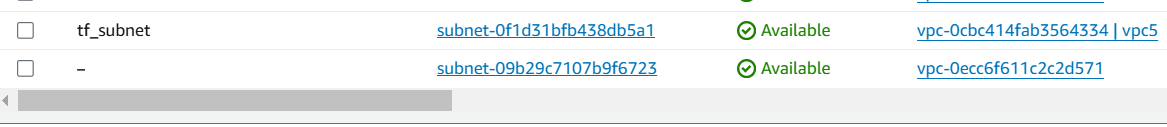 tf_subnet subnet-0f1d31bfb438db5a1 Available vpc-0cbc414fab3564334 | vpc5
– subnet-09b29c7107b9f6723 Available vpc-0ecc6f611c2c2d571